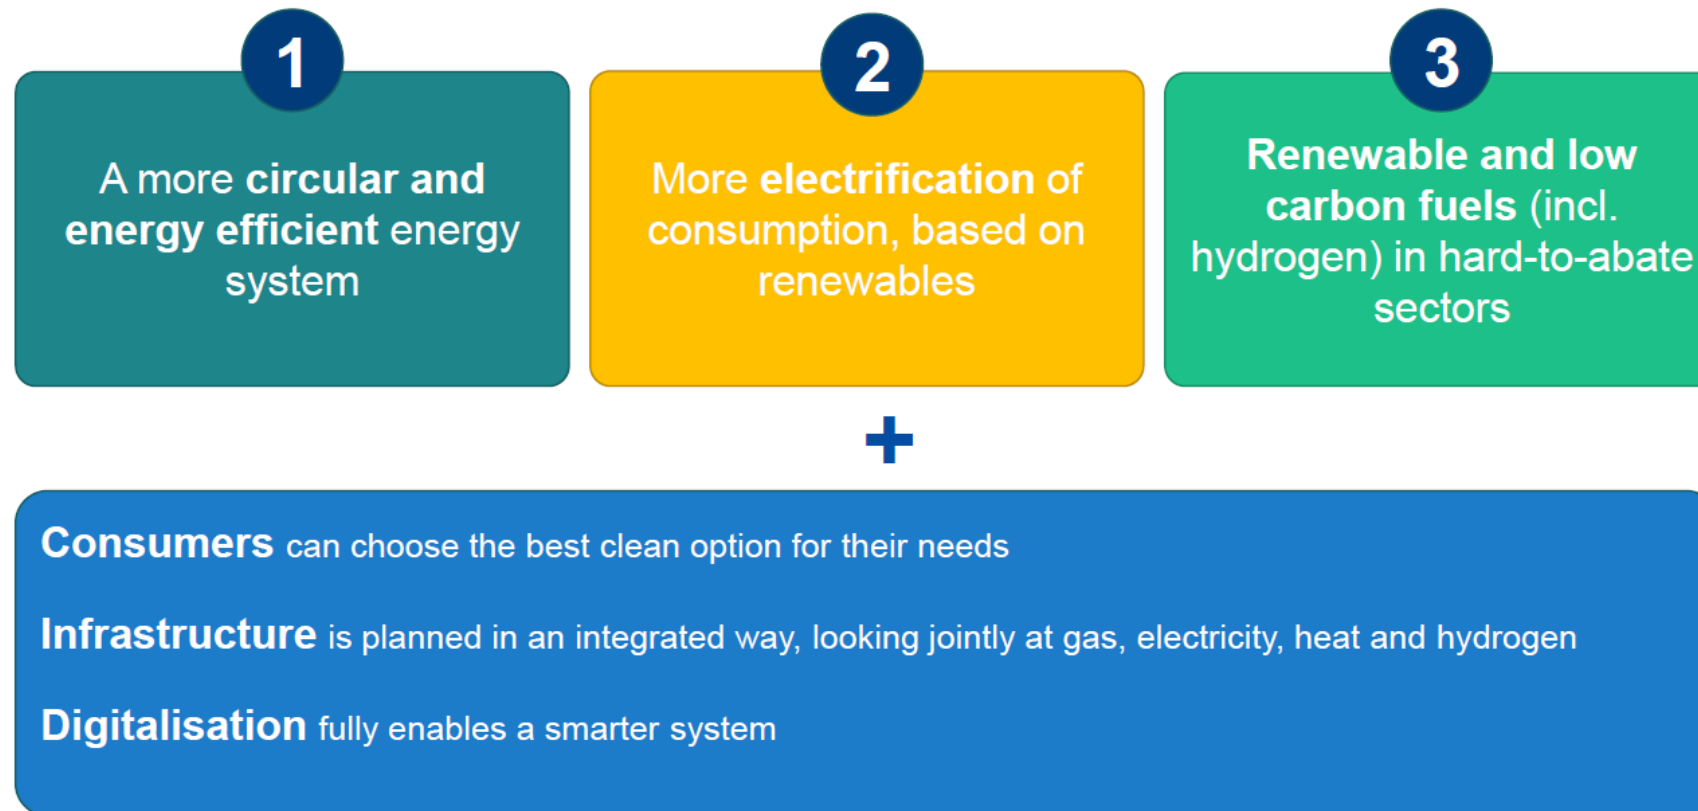 1
A more circular and
energy efficient energy
system
2
More electrification of
consumption, based on
renewables
3
Renewable and low
carbon fuels (incl.
hydrogen) in hard-to-abate
sectors
+
Consumers can choose the best clean option for their needs
Infrastructure is planned in an integrated way, looking jointly at gas, electricity, heat and hydrogen
Digitalisation fully enables a smarter system